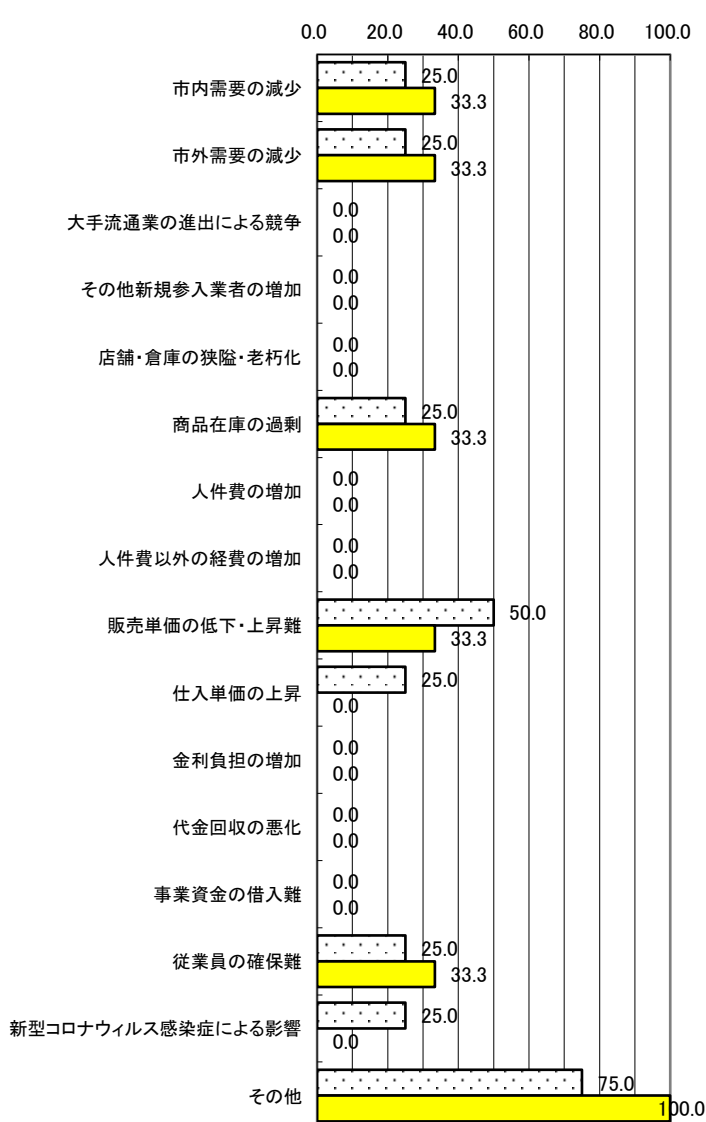 0.0 20.0 40.0 60.0 80.0 100.0
市内需要の減少 25.0
33.3
市外需要の減少 25.0
33.3
大手流通業の進出による競争 0.0
0.0
その他新規参入業者の増加 0.0
0.0
店舗・倉庫の狭隘・老朽化 0.0
0.0
商品在庫の過剰 25.0
33.3
人件費の増加 0.0
0.0
人件費以外の経費の増加 0.0
0.0
販売単価の低下・上昇難 50.0
33.3
仕入単価の上昇 25.0
0.0
金利負担の増加 0.0
0.0
代金回収の悪化 0.0
0.0
事業資金の借入難 0.0
0.0
従業員の確保難 25.0
33.3
新型コロナウィルス感染症による影響 25.0
0.0
その他 75.0
100.0